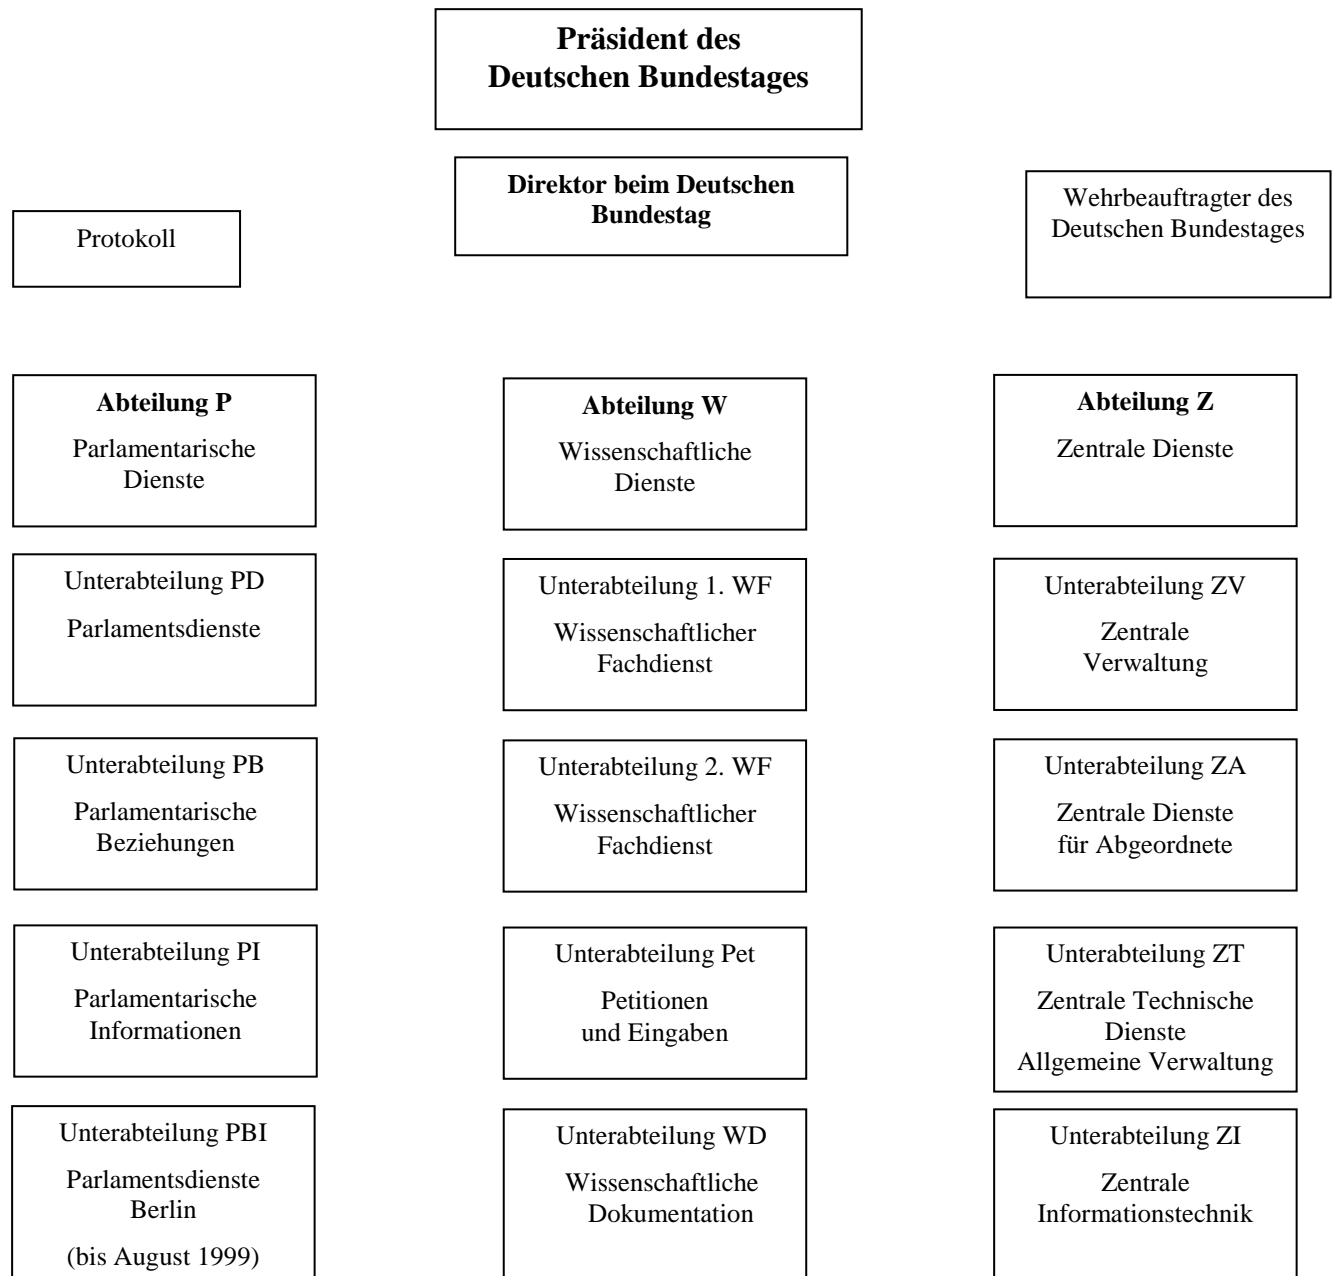 Präsident des
Deutschen Bundestages
Direktor beim Deutschen
Bundestag
Wehrbeauftragter des
Deutschen Bundestages
Protokoll
Abteilung P
Parlamentarische
Dienste
Abteilung W
Wissenschaftliche
Dienste
Abteilung Z
Zentrale Dienste
Unterabteilung PD
Parlamentsdienste
Unterabteilung 1. WF
Wissenschaftlicher
Fachdienst
Unterabteilung ZV
Zentrale
Verwaltung
Unterabteilung PB
Parlamentarische
Beziehungen
Unterabteilung 2. WF
Wissenschaftlicher
Fachdienst
Unterabteilung ZA
Zentrale Dienste
für Abgeordnete
Unterabteilung PI
Parlamentarische
Informationen
Unterabteilung Pet
Petitionen
und Eingaben
Unterabteilung ZT
Zentrale Technische
Dienste
Allgemeine Verwaltung
Unterabteilung PBI
Parlamentsdienste
Berlin
(bis August 1999)
Unterabteilung WD
Wissenschaftliche
Dokumentation
Unterabteilung ZI
Zentrale
Informationstechnik